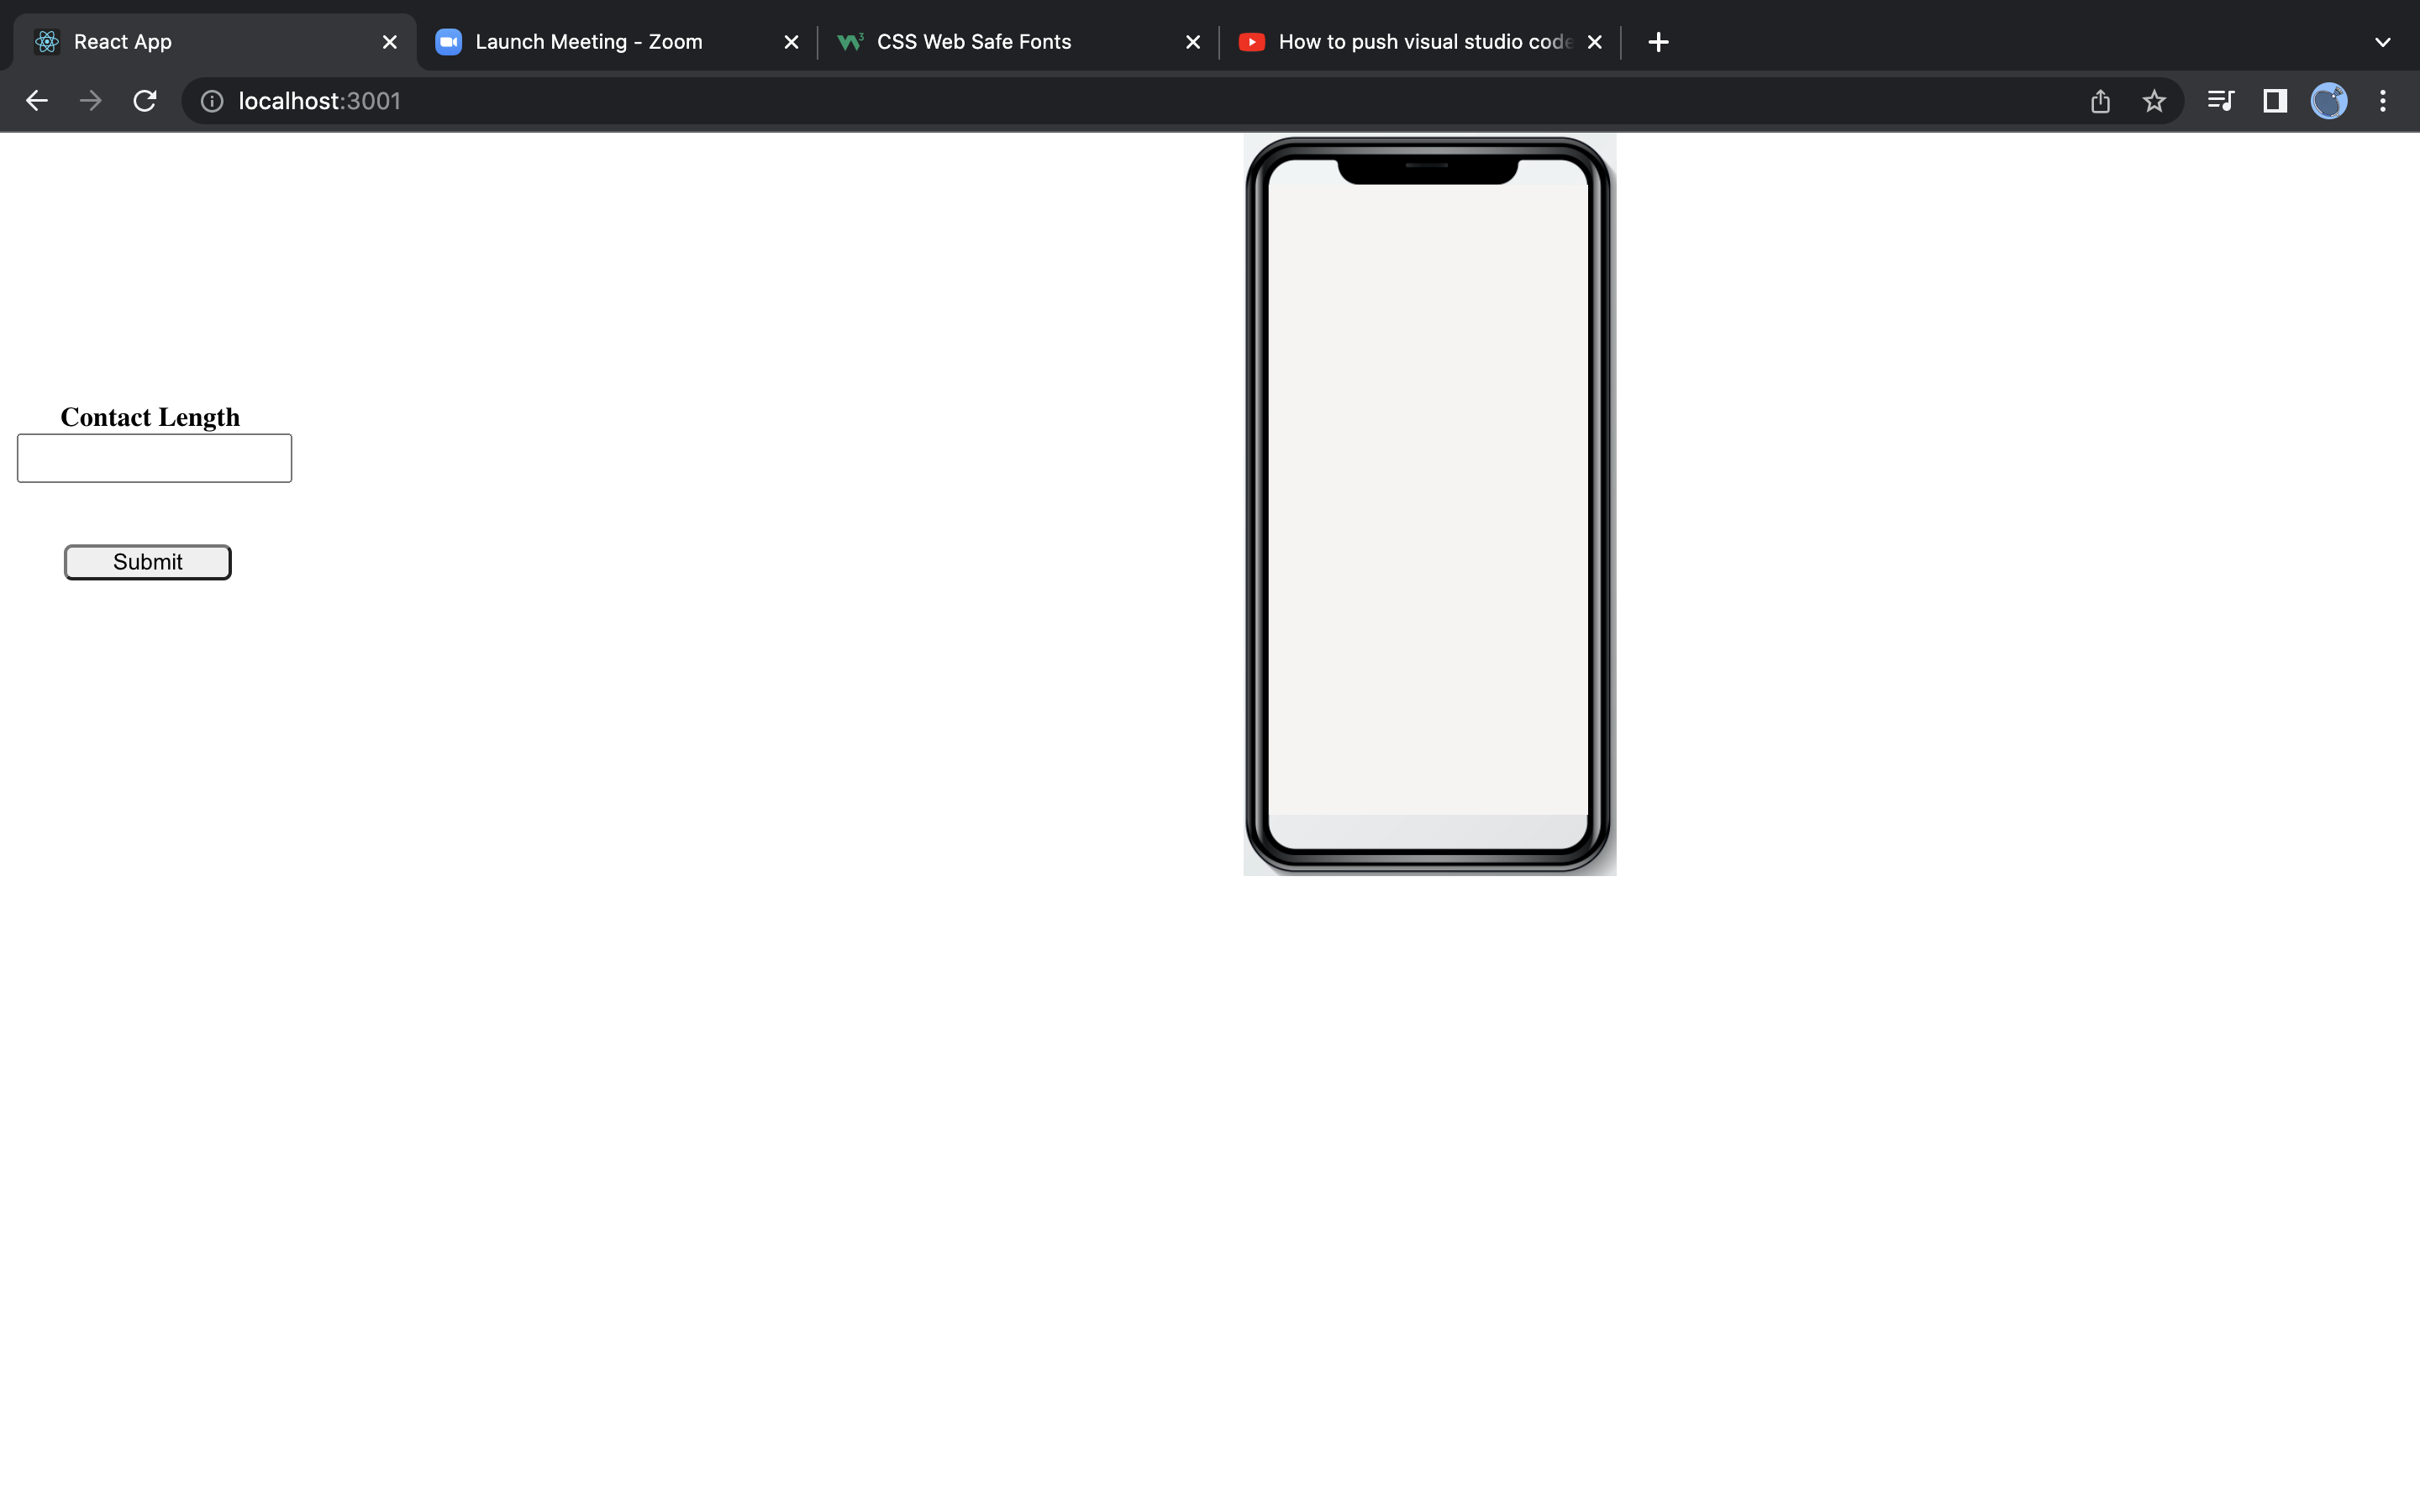 React App
Launch Meeting - Zoom
CSS Web Safe Fonts
How to push visual studio code
localhost:3001
Contact Length
Submit